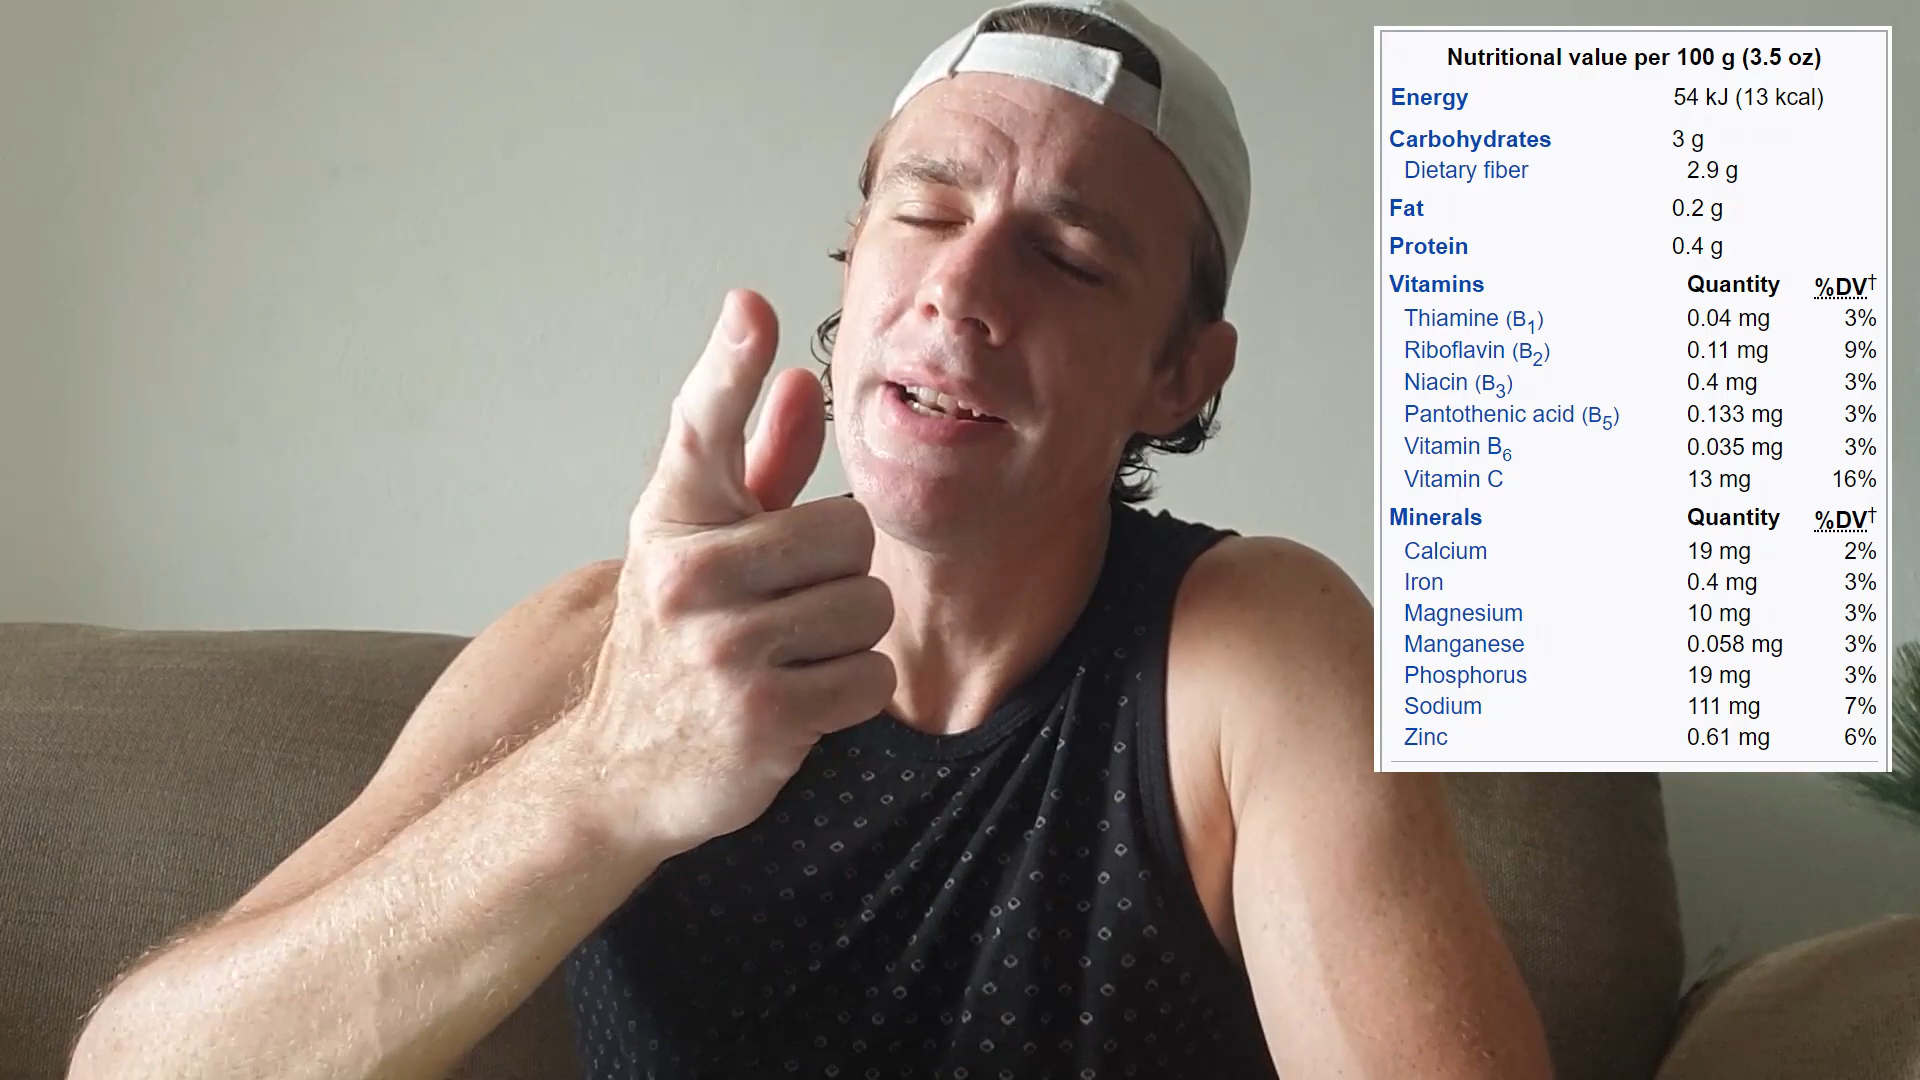 Nutritional value per 100 g (3.5 oz)
Energy 54 kJ (13 kcal)
Carbohydrates 3 g
Dietary fiber 2.9 g
Fat 0.2 g
Protein 0.4 g
Vitamins Quantity %DV†
Thiamine (B1) 0.04 mg 3%
Riboflavin (B2) 0.11 mg 9%
Niacin (B3) 0.4 mg 3%
Pantothenic acid (B5) 0.133 mg 3%
Vitamin B6 0.035 mg 3%
Vitamin C 13 mg 16%
Minerals Quantity %DV†
Calcium 19 mg 2%
Iron 0.4 mg 3%
Magnesium 10 mg 3%
Manganese 0.058 mg 3%
Phosphorus 19 mg 3%
Sodium 111 mg 7%
Zinc 0.61 mg 6%